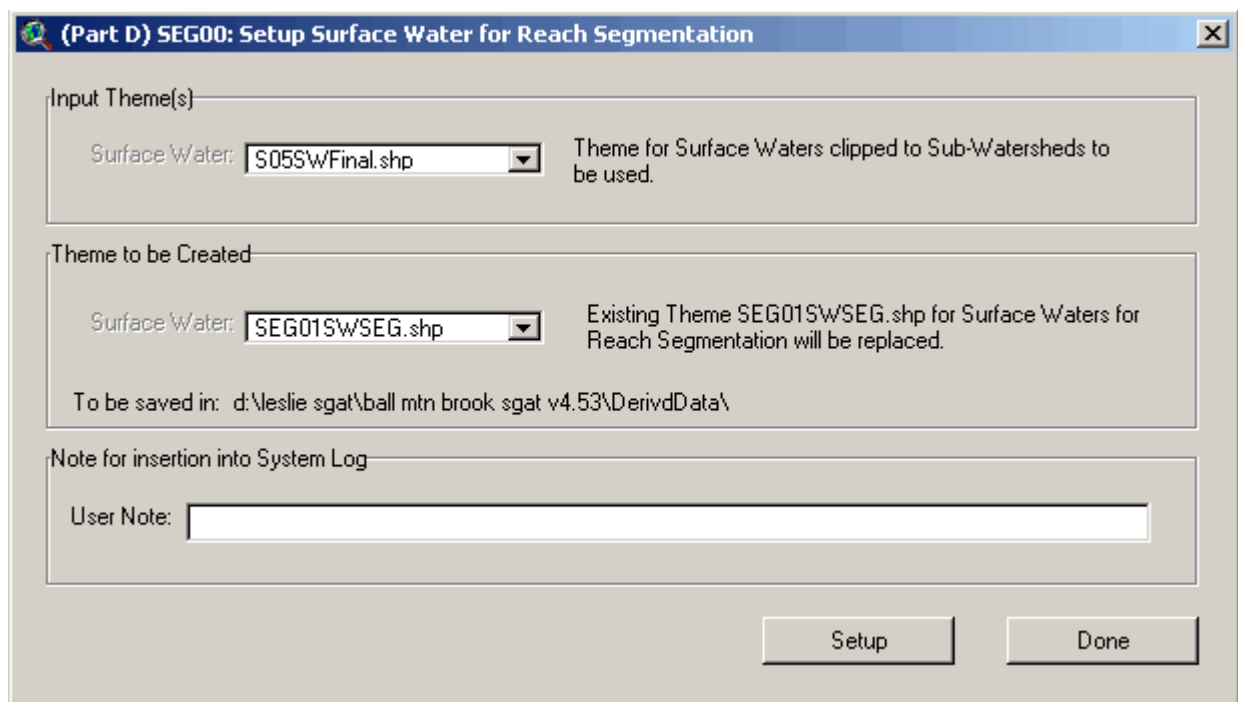 (Part D) SEG00: Setup Surface Water for Reach Segmentation
Input Theme(s)
Surface Water: S05SWFinal.shp
Theme for Surface Waters clipped to Sub-Watersheds to
be used.
Theme to be Created
Surface Water: SEG01SWSEG.shp
Existing Theme SEG01SWSEG.shp for Surface Waters for
Reach Segmentation will be replaced.
To be saved in: d:\leslie sgat\ball mtn brook sgat v4.53\DerivdData\
Note for insertion into System Log
User Note:
Setup
Done